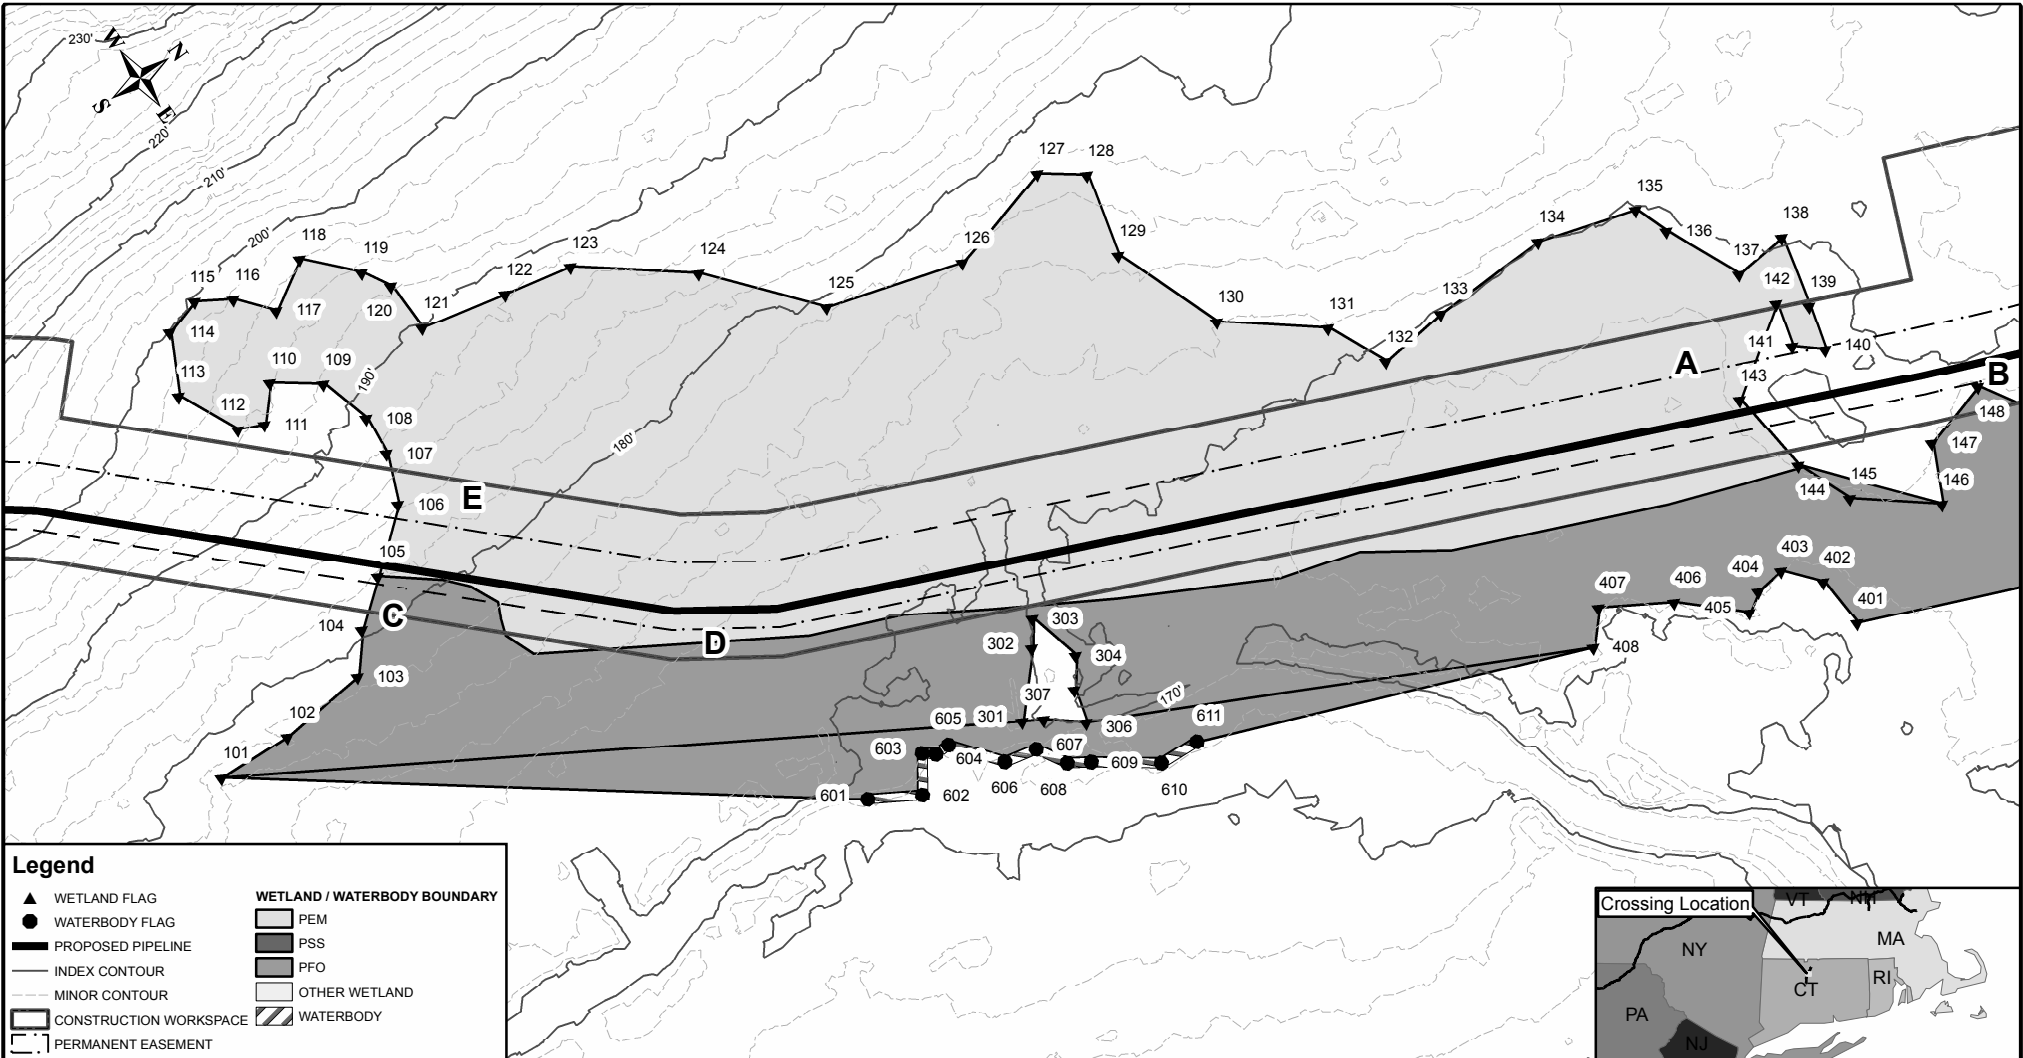 230'
W
N
S
E
220'
210'
200'
190'
180'
170'
127
128
135
138
134
136
137
142
139
129
126
118
119
123
124
122
125
115
116
117
120
121
130
131
133
132
114
113
110
109
112
111
108
107
106
105
104
103
102
101
141
140
143
148
147
146
145
144
A
B
C
D
E
403
402
404
401
407
406
405
408
303
302
304
307
301
306
605
611
603
604
607
609
601
602
606
608
610
Legend
WETLAND FLAG
WATERBODY FLAG
PROPOSED PIPELINE
INDEX CONTOUR
MINOR CONTOUR
CONSTRUCTION WORKSPACE
PERMANENT EASEMENT
WETLAND / WATERBODY BOUNDARY
PEM
PSS
PFO
OTHER WETLAND
WATERBODY
Crossing Location
VT
NH
NY
MA
CT
RI
PA
NJ